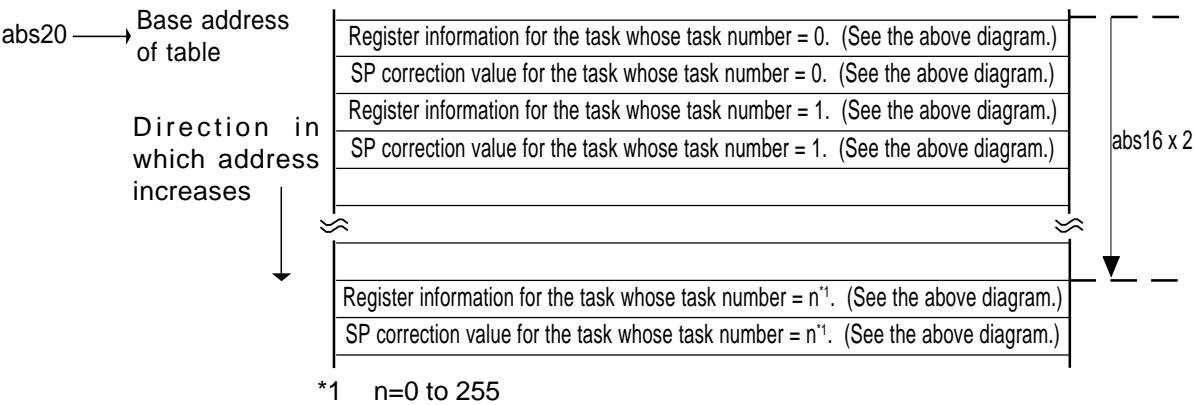 abs20
Base address
of table
Register information for the task whose task number = 0. (See the above diagram.)
SP correction value for the task whose task number = 0. (See the above diagram.)
Register information for the task whose task number = 1. (See the above diagram.)
SP correction value for the task whose task number = 1. (See the above diagram.)
Direction in
which address
increases
abs16 x 2
Register information for the task whose task number = n*1. (See the above diagram.)
SP correction value for the task whose task number = n*1. (See the above diagram.)
*1 n=0 to 255